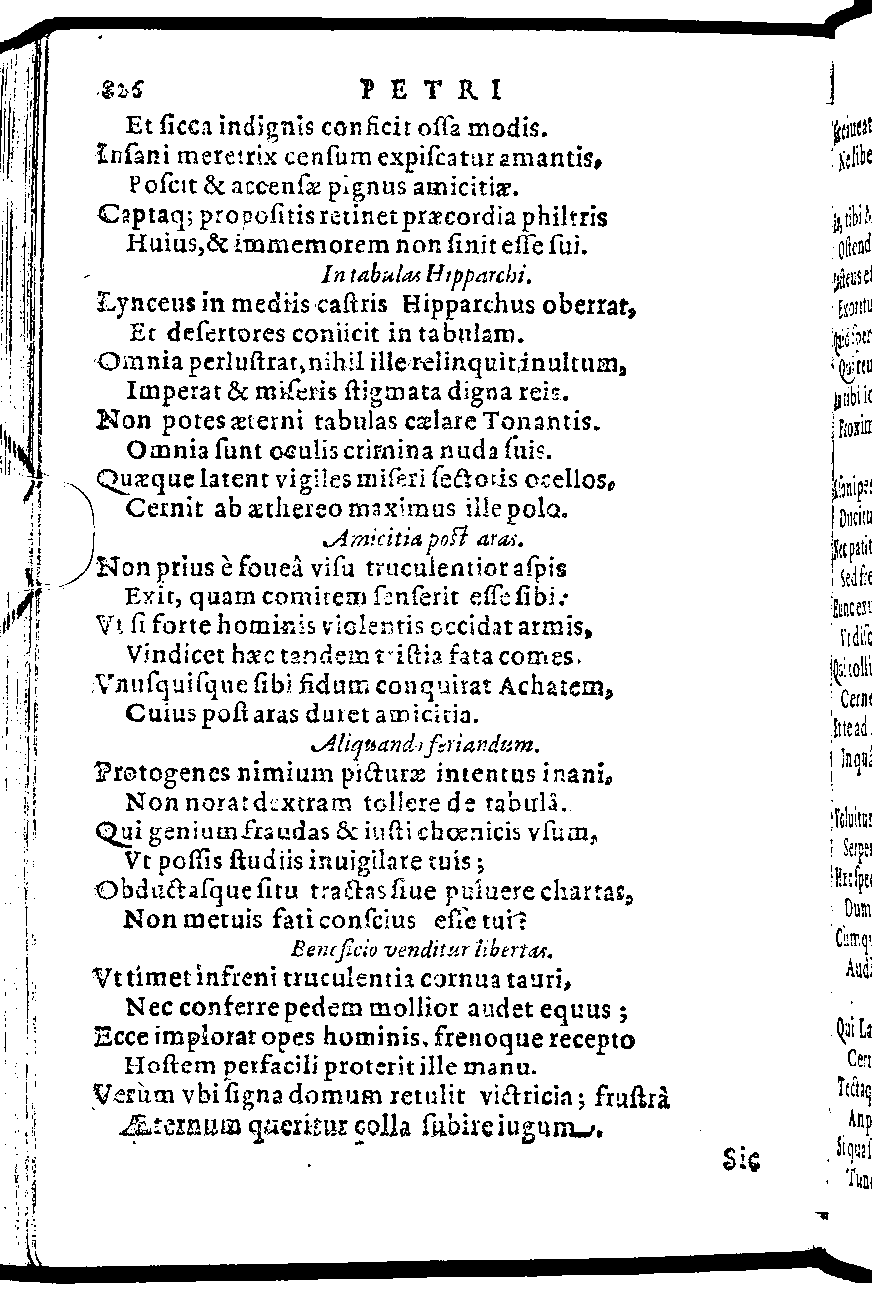 826 PETRI
Et ſicca indignis conficit oſſa modis.
Inſani meretrix cenſum expiſcatur amantis,
Poſcit & accenſæ pignus amicitiæ.
Captaq; propoſitis retinet præcordia philtris
Huius, & immemorem non ſinit eſſe ſui.
In tabulas Hipparchi.
Lynceus in mediis caſtris Hipparchus oberrat,
Et deſertores coniicit in tabulam.
Omnia perluſtrat, nihil ille relinquit inultum,
Imperat & miſeris ſtigmata digna reis.
Non potes æterni tabulas cælare Tonantis.
Omnia ſunt oculis crimina nuda ſuis.
Quæque latent vigiles miſeri ſectoris ocellos,
Cernit ab æthereo maximus ille polo.
Amicitia poſt aras.
Non prius è foueâ viſu truculentior aſpis
Exit, quam comitem ſenſerit eſſe ſibi:
Vt ſi forte hominis violentis occidat armis,
Vindicet hæc tandem triſtia fata comes.
Vnuſquiſque ſibi fidum conquirat Achatem,
Cuius poſt aras duret amicitia.
Aliquando feriandum.
Protogenes nimium picturæ intentus inani,
Non norat dextram tollere de tabulâ.
Qui genium fraudas & iuſti chœnicis vſum,
Vt poſſis ſtudiis inuigilare tuis;
Obductaſque ſitu tractas ſiue puluere chartas,
Non metuis fati conſcius eſſe tui?
Beneficio venditur libertas.
Vt timet infreni truculentia cornua tauri,
Nec conferre pedem mollior audet equus;
Ecce implorat opes hominis, frenoque recepto
Hoſtem perfacili proterit ille manu.
Verùm vbi ſigna domum retulit victricia; fruſtrà
Æternum queritur colla ſubire iugum.
Sic